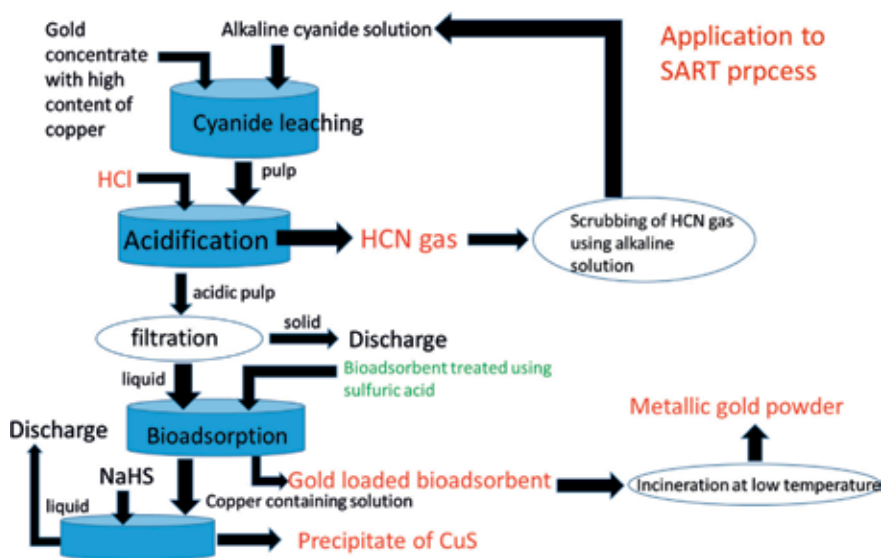 Gold
concentrate
with high
content of
copper
Alkaline cyanide solution
Application to
SART prpcess
Cyanide leaching
pulp
HCl
Acidification
HCN gas
Scrubbing of HCN gas
using alkaline
solution
acidic pulp
filtration
solid
Discharge
liquid
Bioadsorbent treated using
sulfuric acid
Metallic gold powder
Discharge
Bioadsorption
NaHS
Gold loaded bioadsorbent
Incineration at low temperature
liquid
Copper containing solution
Precipitate of CuS